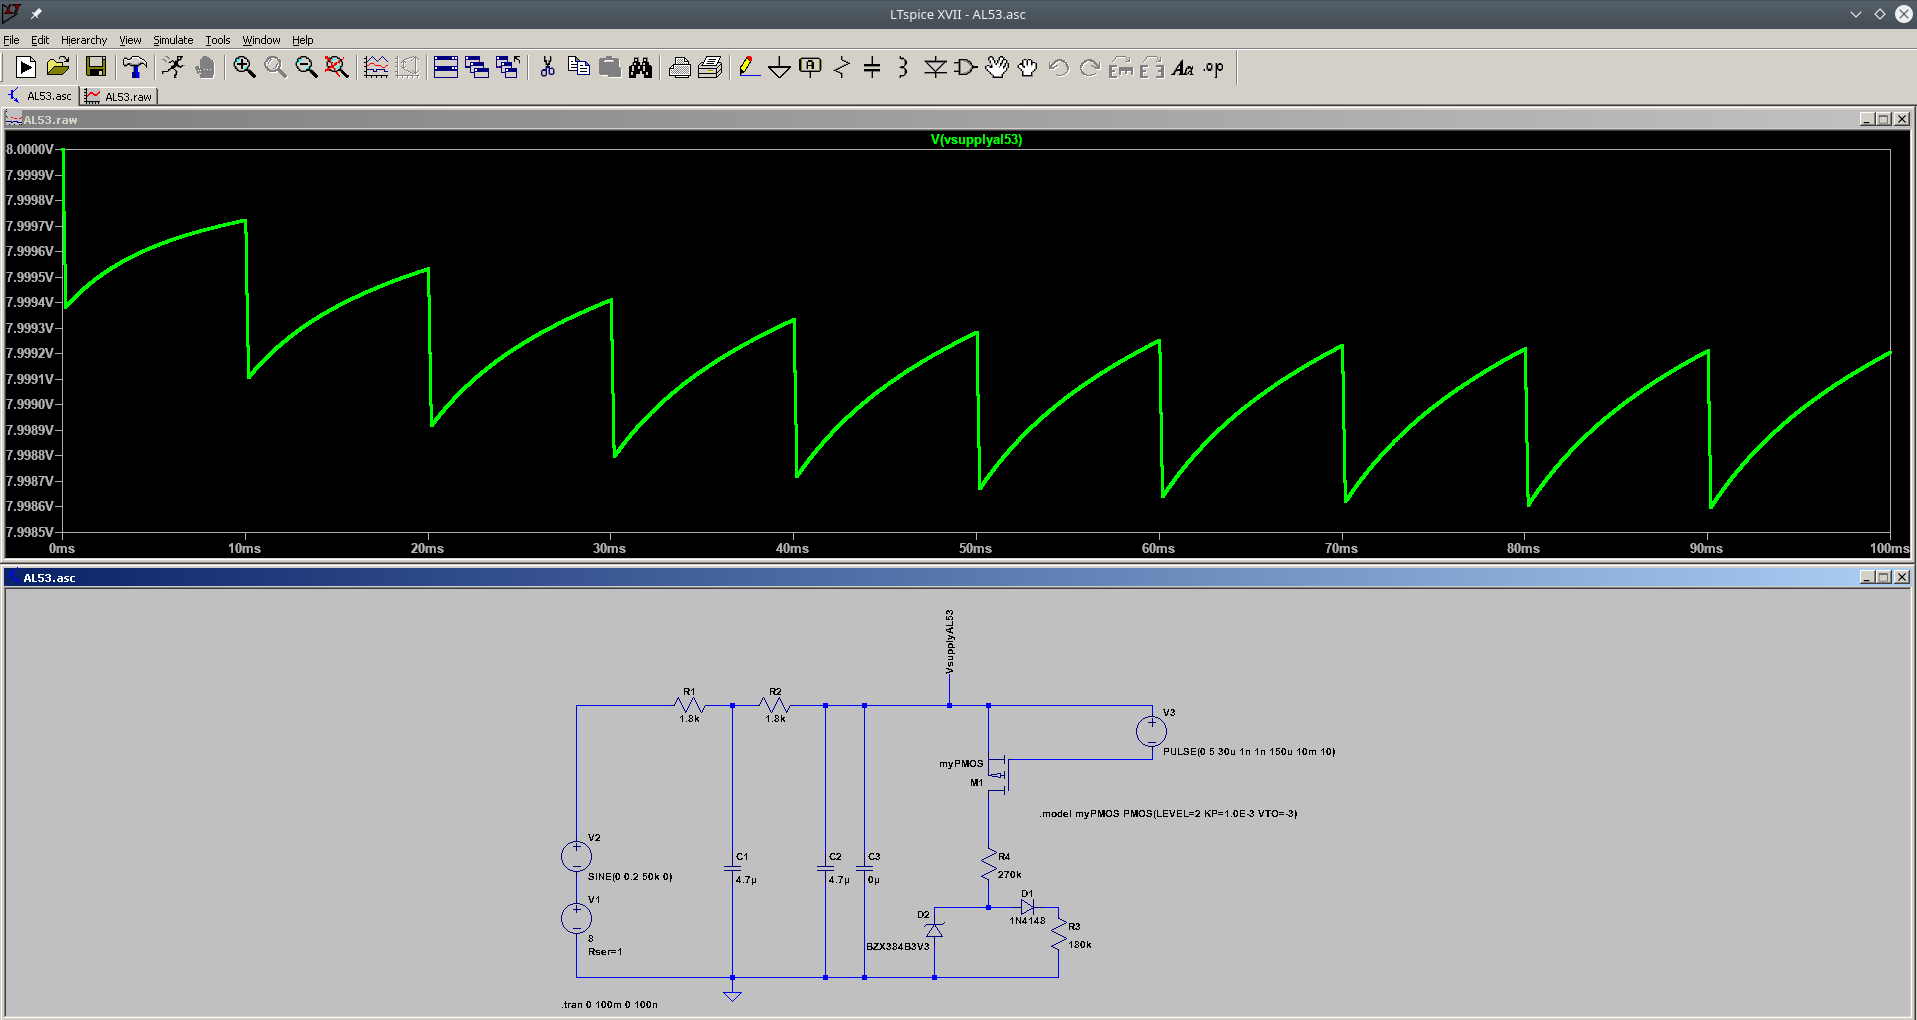 LTspice XVII - AL53.asc
File Edit Hierarchy View Simulate Tools Window Help
AL53.asc AL53.raw
AL53.raw
V(vsupplyal53)
8.0000V
7.9999V
7.9998V
7.9997V
7.9996V
7.9995V
7.9994V
7.9993V
7.9992V
7.9991V
7.9990V
7.9989V
7.9988V
7.9987V
7.9986V
7.9985V
0ms 10ms 20ms 30ms 40ms 50ms 60ms 70ms 80ms 90ms 100ms
AL53.asc
VsupplyAL53
R1
1.8k
R2
1.8k
V3
PULSE(0 5 30u 1n 1n 150u 10m 10)
myPMOS
M1
.model myPMOS PMOS(LEVEL=2 KP=1.0E-3 VTO=-3)
V2
SINE(0 0.2 50k 0)
V1
8
Rser=1
C1
4.7µ
C2
4.7µ
C3
0µ
R4
270k
D1
1N4148
D2
BZX384B3V3
R3
180k
.tran 0 100m 0 100n